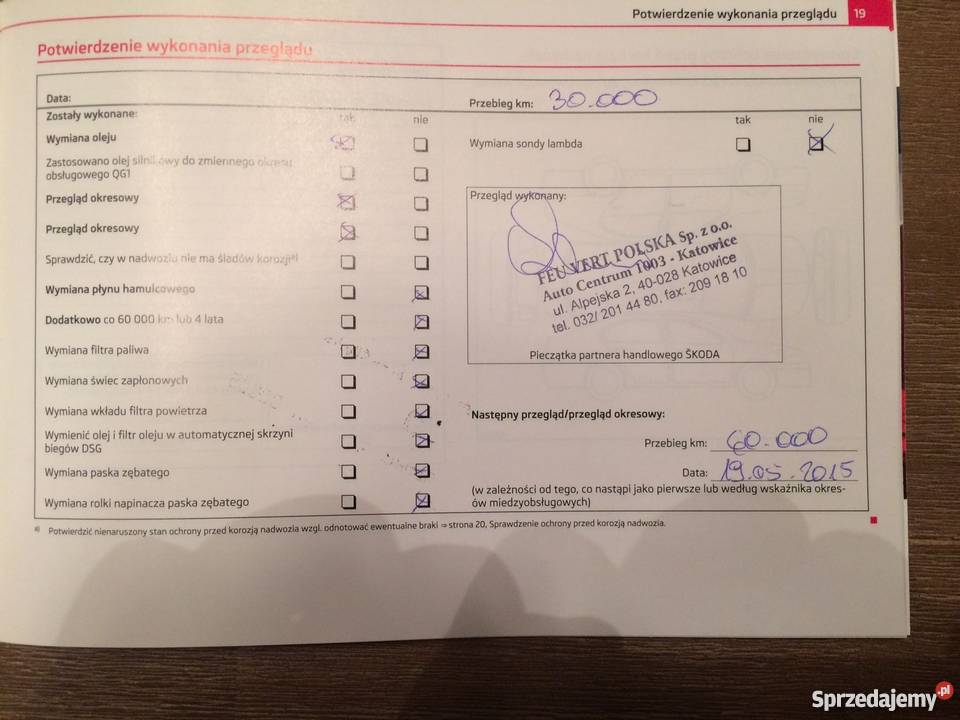 Potwierdzenie wykonania przeglądu 19
Potwierdzenie wykonania przeglądu
Data:
Przebieg km: 30.000
Zostały wykonane: tak nie
tak nie
Wymiana oleju
Wymiana sondy lambda
Zastosowano olej silnikowy do zmiennego okresu
obsługowego QG1
Przegląd okresowy
Przegląd okresowy
Sprawdzić, czy w nadwoziu nie ma śladów korozji a)
Wymiana płynu hamulcowego
Dodatkowo co 60 000 km lub 4 lata
Wymiana filtra paliwa
Wymiana świec zapłonowych
Wymiana wkładu filtra powietrza
Wymienić olej i filtr oleju w automatycznej skrzyni
biegów DSG
Wymiana paska zębatego
Wymiana rolki napinacza paska zębatego
Przegląd wykonany:
FEU VERT POLSKA Sp. z o.o.
Auto Centrum 1003 - Katowice
ul. Alpejska 2, 40-028 Katowice
tel. 032/ 201 44 80, fax: 209 18 10
Pieczątka partnera handlowego ŠKODA
Następny przegląd/przegląd okresowy:
Przebieg km: 60.000
Data: 19.05.2015
(w zależności od tego, co nastąpi jako pierwsze lub według wskaźnika okres-
ów miedzyobsługowych)
a) Potwierdzić nienaruszony stan ochrony przed korozją nadwozia wzgl. odnotować ewentualne braki ⇒ strona 20, Sprawdzenie ochrony przed korozją nadwozia.
Sprzedajemy.pl